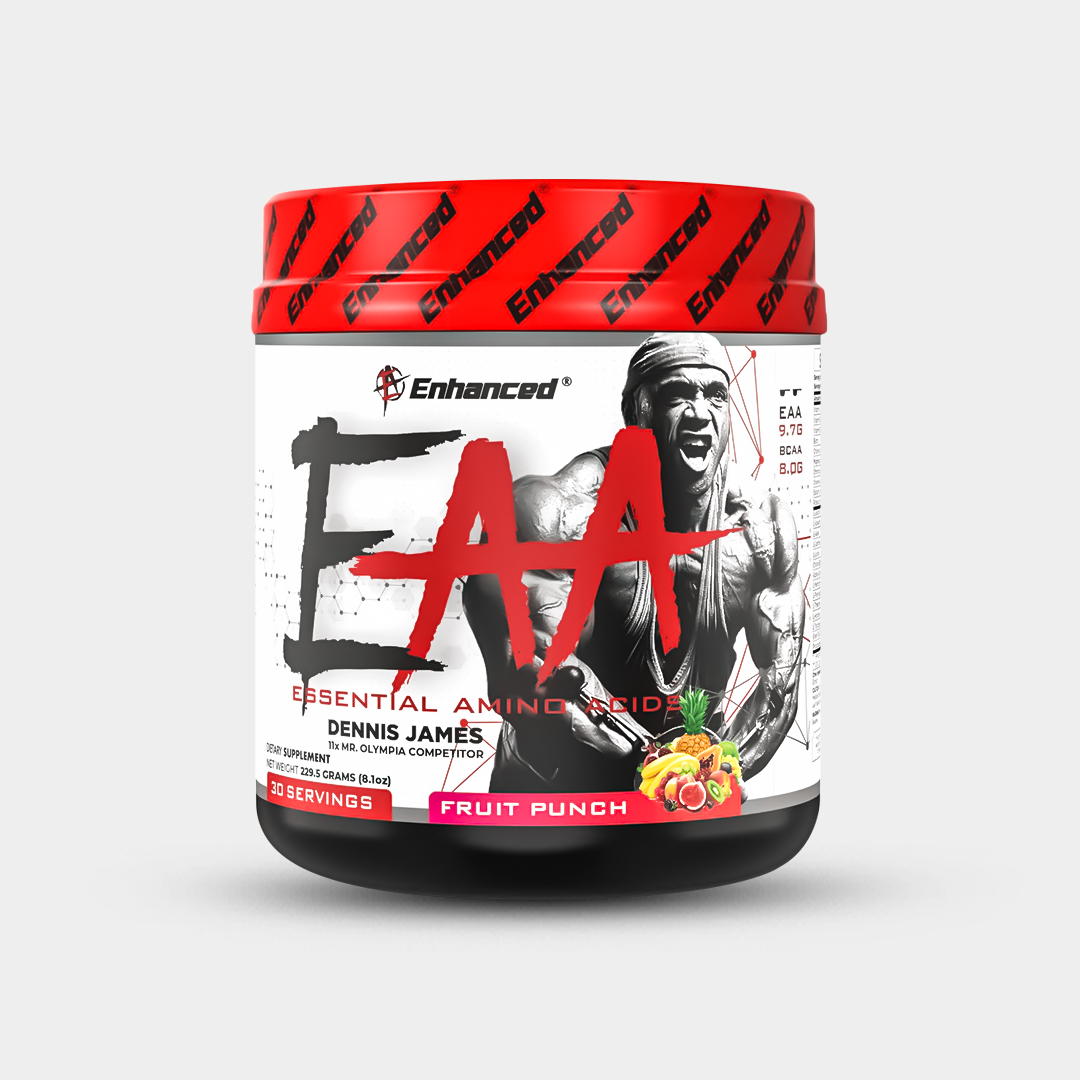 Enhanced Enhanced Enhanced Enhanced Enhanced Enhanced Enhanced Enhanced
Enhanced®
EAA
ESSENTIAL AMINO ACIDS
DENNIS JAMES
11x MR. OLYMPIA COMPETITOR
DIETARY SUPPLEMENT
NET WEIGHT 229.5 GRAMS (8.1oz)
30 SERVINGS
FRUIT PUNCH
EAA
9.7G
BCAA
8.0G